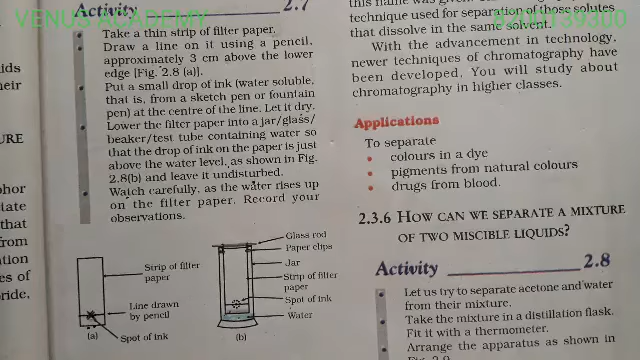 VENUS ACADEMY
8200139300
Activity 2.7
Take a thin strip of filter paper.
Draw a line on it using a pencil,
approximately 3 cm above the lower
edge [Fig. 2.8 (a)].
Put a small drop of ink (water soluble,
that is, from a sketch pen or fountain
pen) at the centre of the line. Let it dry.
Lower the filter paper into a jar/glass/
beaker/test tube containing water so
that the drop of ink on the paper is just
above the water level, as shown in Fig.
2.8(b) and leave it undisturbed.
Watch carefully, as the water rises up
on the filter paper. Record your
observations.
Strip of filter
paper
Line drawn
by pencil
Spot of ink
(a)
Glass rod
Paper clips
Jar
Strip of filter
paper
Spot of ink
Water
(b)
technique used for separation of those solutes
that dissolve in the same solvent.
With the advancement in technology,
newer techniques of chromatography have
been developed. You will study about
chromatography in higher classes.
Applications
To separate
• colours in a dye
• pigments from natural colours
• drugs from blood.
2.3.6 HOW CAN WE SEPARATE A MIXTURE
OF TWO MISCIBLE LIQUIDS?
Activity 2.8
Let us try to separate acetone and water
from their mixture.
Take the mixture in a distillation flask.
Fit it with a thermometer.
Arrange the apparatus as shown in